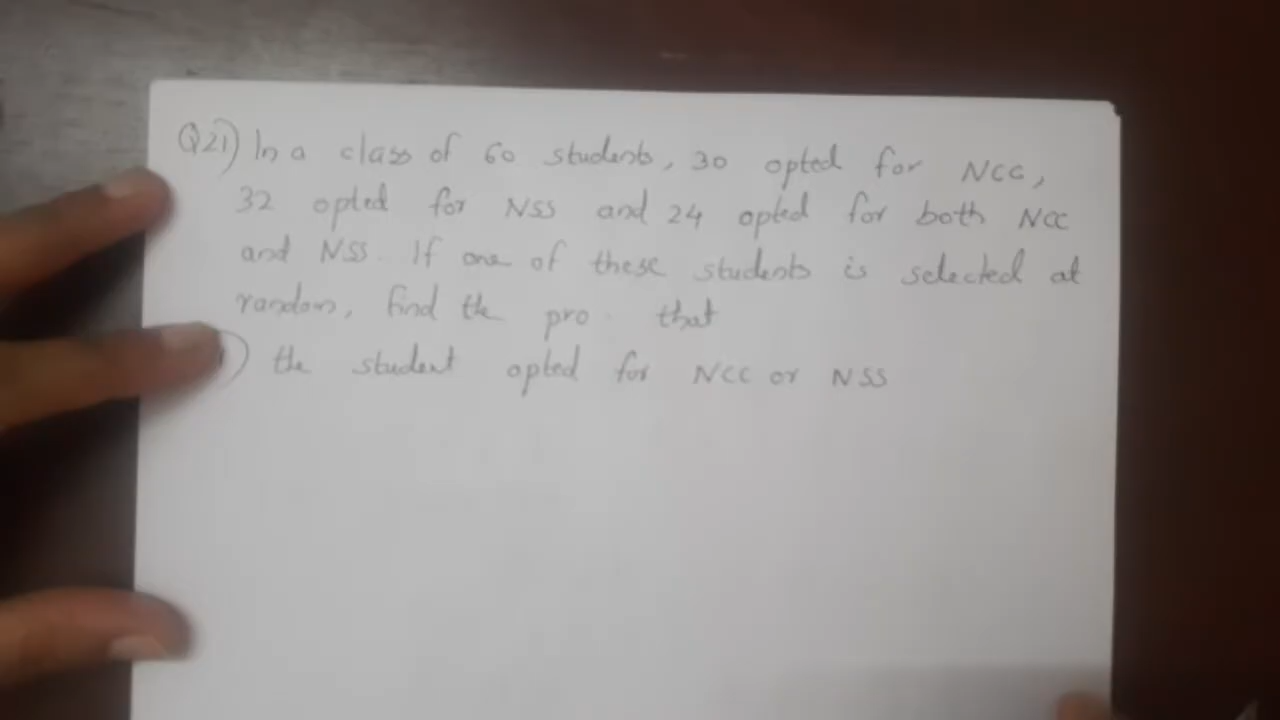 Q21) In a class of 60 students, 30 opted for NCC,
32 opted for NSS and 24 opted for both NCC
and NSS. If one of these students is selected at
random, find the pro. that
) the student opted for NCC or NSS